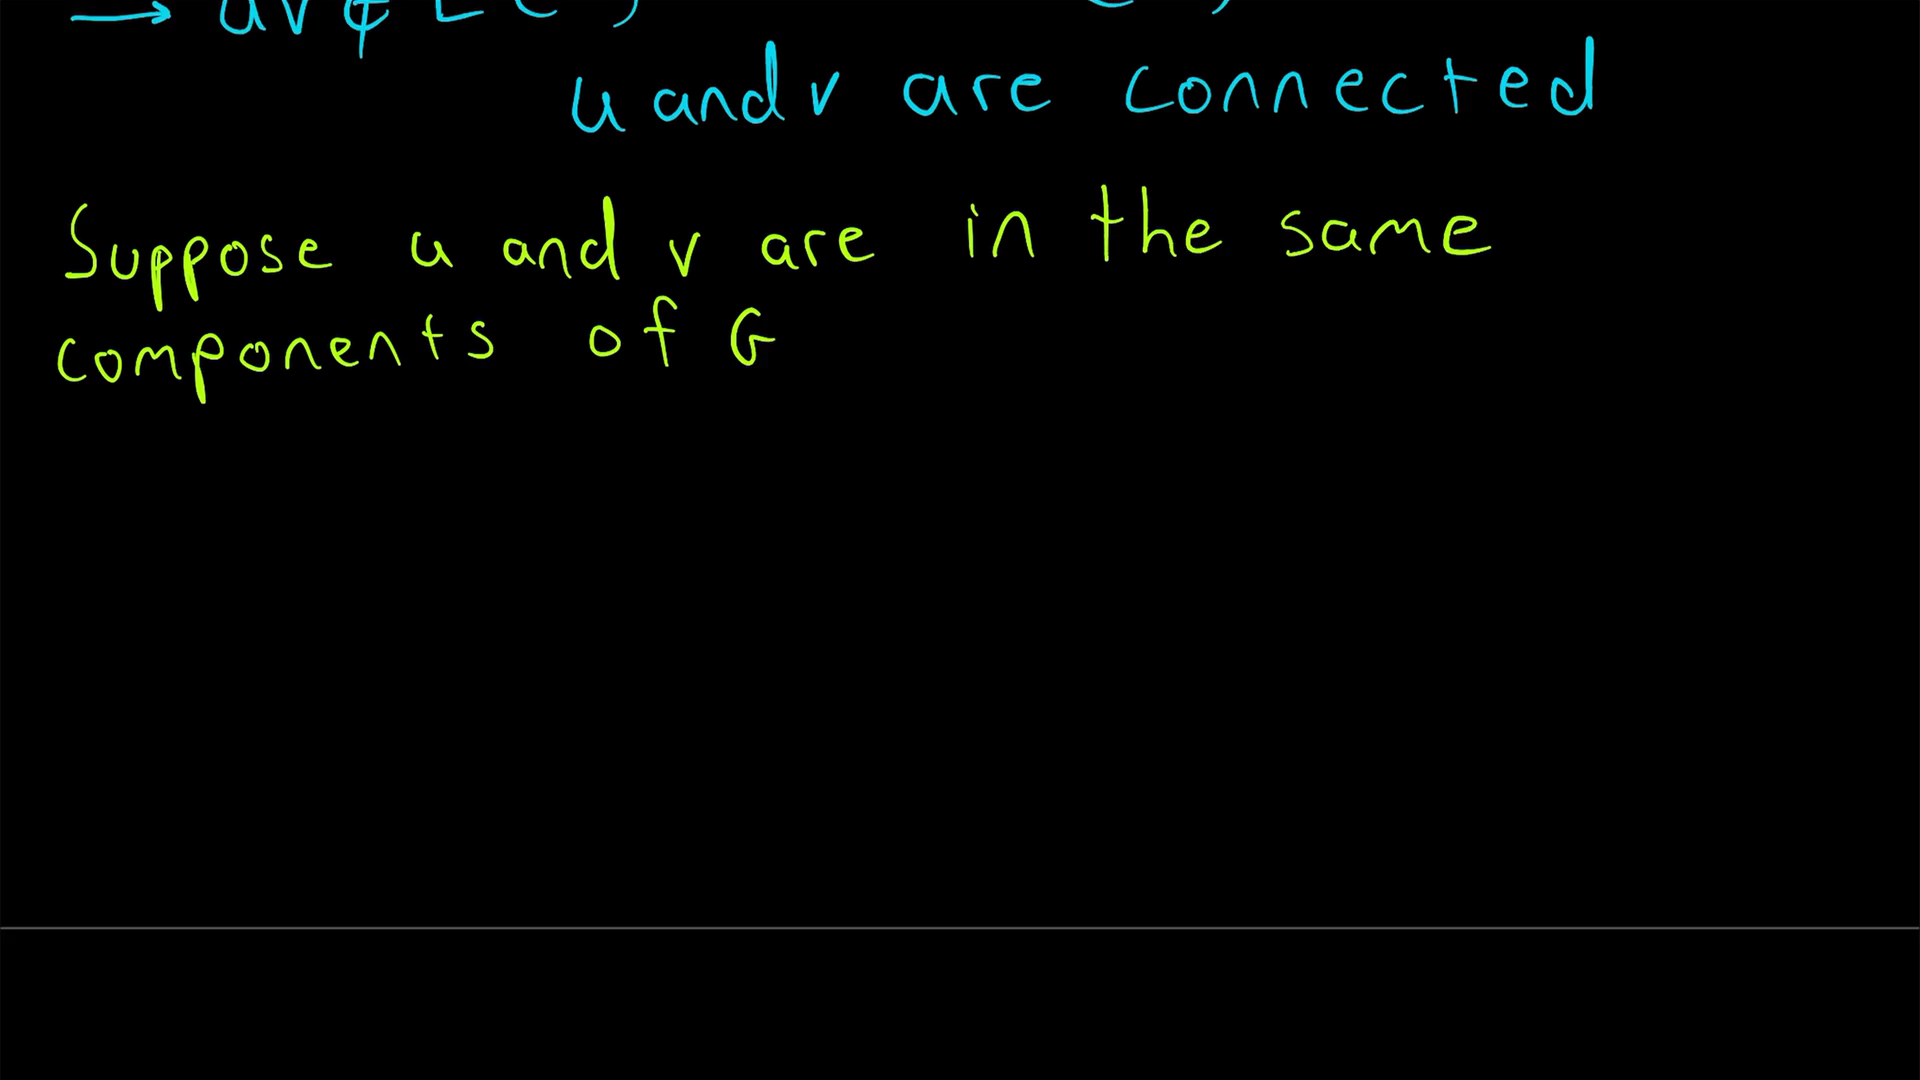 u and v are connected
Suppose u and v are in the same
components of G